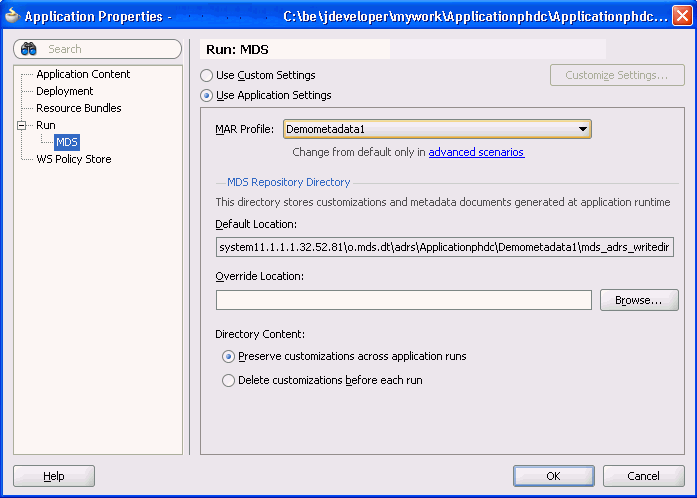 Application Properties - C:\be\jdeveloper\mywork\Applicationphdc\Applicationphdc...
Search
Run: MDS
Application Content
Deployment
Resource Bundles
Run
MDS
WS Policy Store
Use Custom Settings
Customize Settings...
Use Application Settings
MAR Profile: Demometadata1
Change from default only in advanced scenarios
MDS Repository Directory
This directory stores customizations and metadata documents generated at application runtime
Default Location:
system11.1.1.1.32.52.81\o.mds.dt\adrs\Applicationphdc\Demometadata1\mds_adrs_writedir
Override Location:
Browse...
Directory Content:
Preserve customizations across application runs
Delete customizations before each run
Help
OK
Cancel